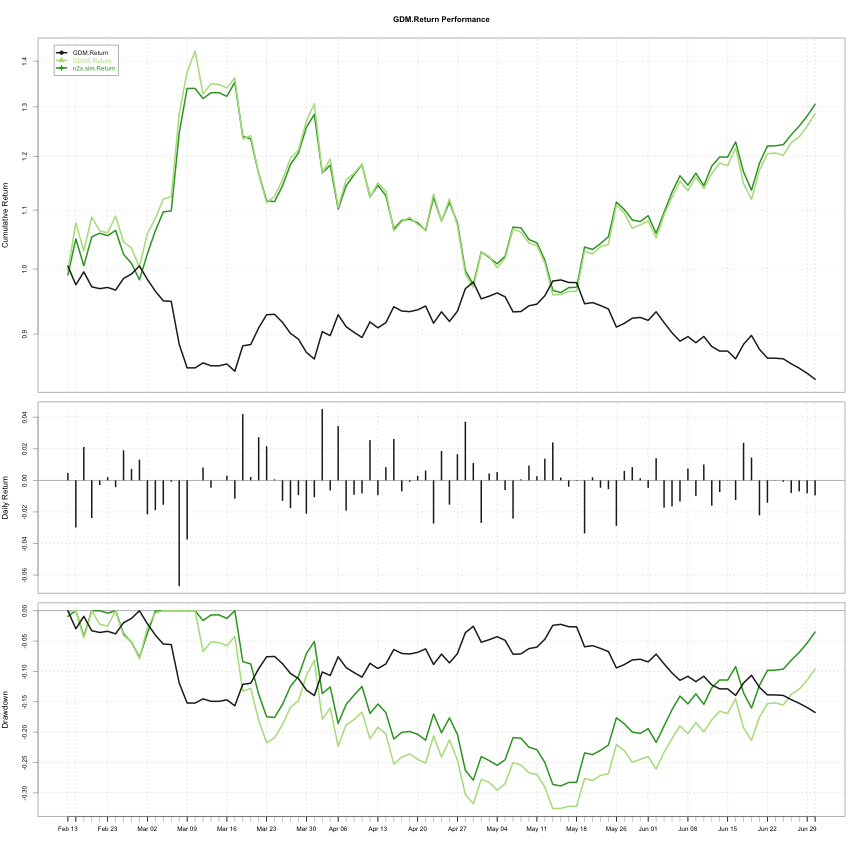 GDM.Return Performance
GDM.Return
GDXS.Return
n2x.sim.Return
Cumulative Return
1.4
1.3
1.2
1.1
1.0
0.9
Daily Return
0.04
0.02
0.00
-0.02
-0.04
-0.06
Drawdown
0.00
-0.05
-0.10
-0.15
-0.20
-0.25
-0.30
Feb 13 Feb 23 Mar 02 Mar 09 Mar 16 Mar 23 Mar 30 Apr 06 Apr 13 Apr 20 Apr 27 May 04 May 11 May 18 May 26 Jun 01 Jun 08 Jun 15 Jun 22 Jun 29